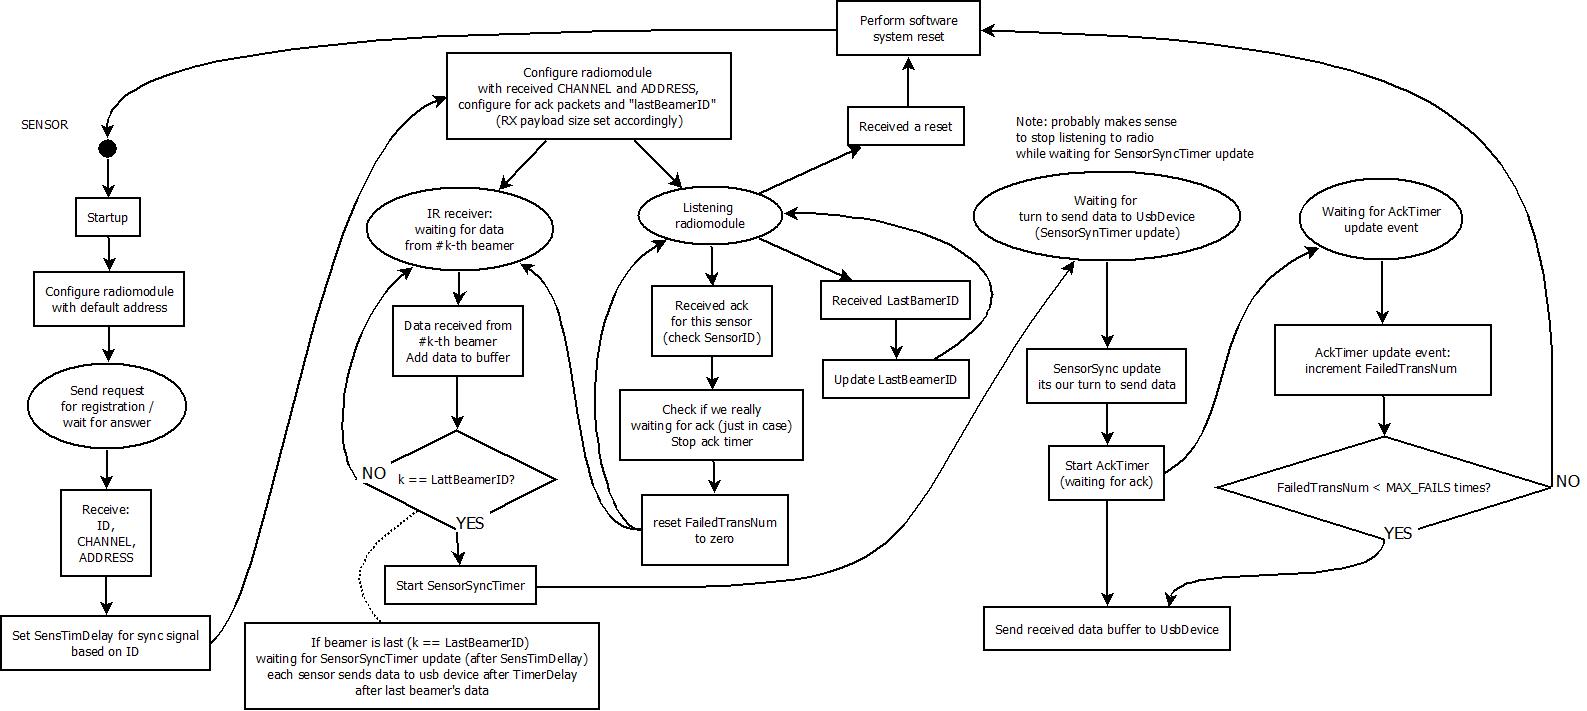 Perform software
system reset
SENSOR
Startup
Configure radiomodule
with default address
Send request
for registration /
wait for answer
Receive:
ID,
CHANNEL,
ADDRESS
Set SensTimDelay for sync signal
based on ID
Configure radiomodule
with received CHANNEL and ADDRESS,
configure for ack packets and "lastBeamerID"
(RX payload size set accordingly)
IR receiver:
waiting for data
from #k-th beamer
Data received from
#k-th beamer
Add data to buffer
k == LattBeamerID?
NO
YES
Start SensorSyncTimer
If beamer is last (k == LastBeamerID)
waiting for SensorSyncTimer update (after SensTimDellay)
each sensor sends data to usb device after TimerDelay
after last beamer's data
Listening
radiomodule
Received a reset
Received ack
for this sensor
(check SensorID)
Check if we really
waiting for ack (just in case)
Stop ack timer
reset FailedTransNum
to zero
Received LastBamerID
Update LastBeamerID
Note: probably makes sense
to stop listening to radio
while waiting for SensorSyncTimer update
Waiting for
turn to send data to UsbDevice
(SensorSynTimer update)
SensorSync update
its our turn to send data
Start AckTimer
(waiting for ack)
Send received data buffer to UsbDevice
Waiting for AckTimer
update event
AckTimer update event:
increment FailedTransNum
FailedTransNum < MAX_FAILS times?
NO
YES